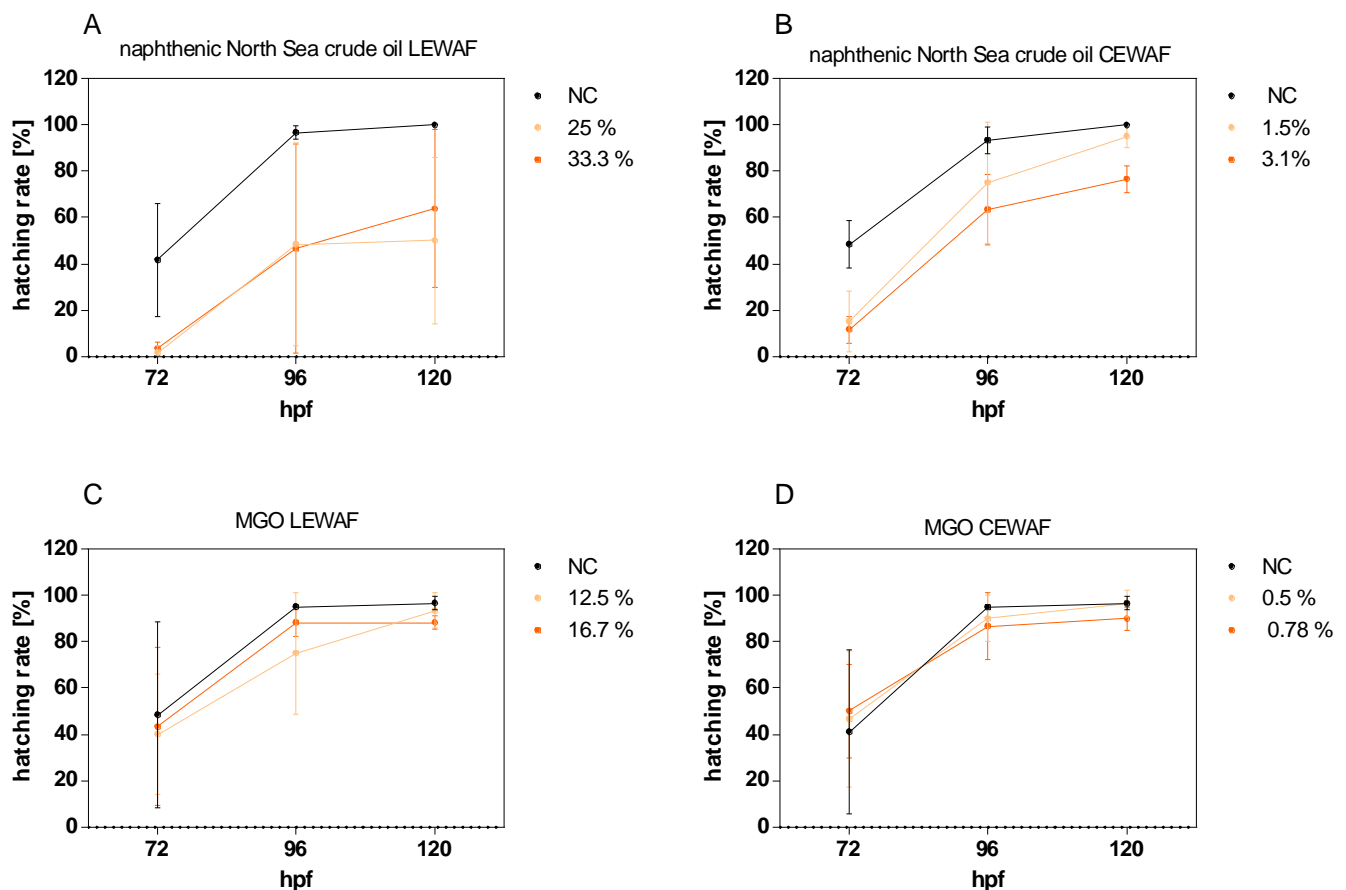 A
naphthenic North Sea crude oil LEWAF
120
100
80
60
40
20
0
hatching rate [%]
72
96
120
hpf
NC
25 %
33.3 %
B
naphthenic North Sea crude oil CEWAF
120
100
80
60
40
20
0
hatching rate [%]
72
96
120
hpf
NC
1.5%
3.1%
C
MGO LEWAF
120
100
80
60
40
20
0
hatching rate [%]
72
96
120
hpf
NC
12.5 %
16.7 %
D
MGO CEWAF
120
100
80
60
40
20
0
hatching rate [%]
72
96
120
hpf
NC
0.5 %
0.78 %